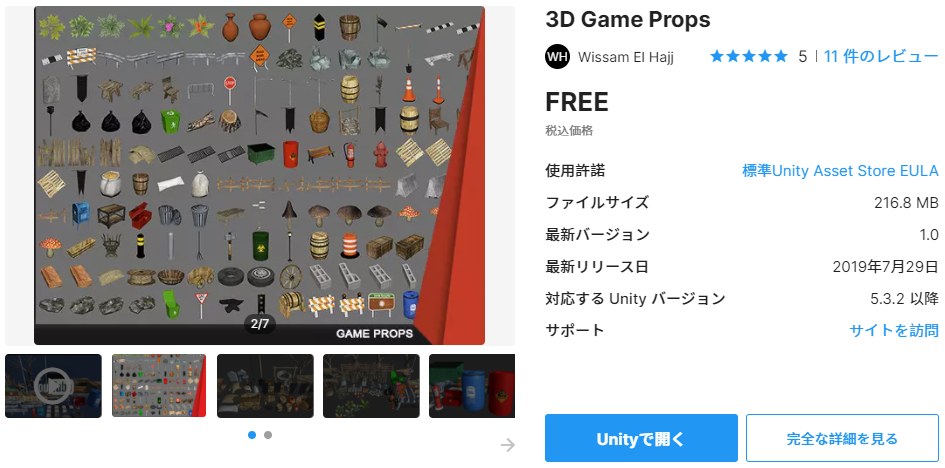 3D Game Props
WH Wissam El Hajj 5 | 11 件のレビュー
FREE
税込価格
使用許諾 標準Unity Asset Store EULA
ファイルサイズ 216.8 MB
最新バージョン 1.0
最新リリース日 2019年7月29日
対応する Unity バージョン 5.3.2 以降
サポート サイトを訪問
STOP
2/7
GAME PROPS
Unityで開く
完全な詳細を見る